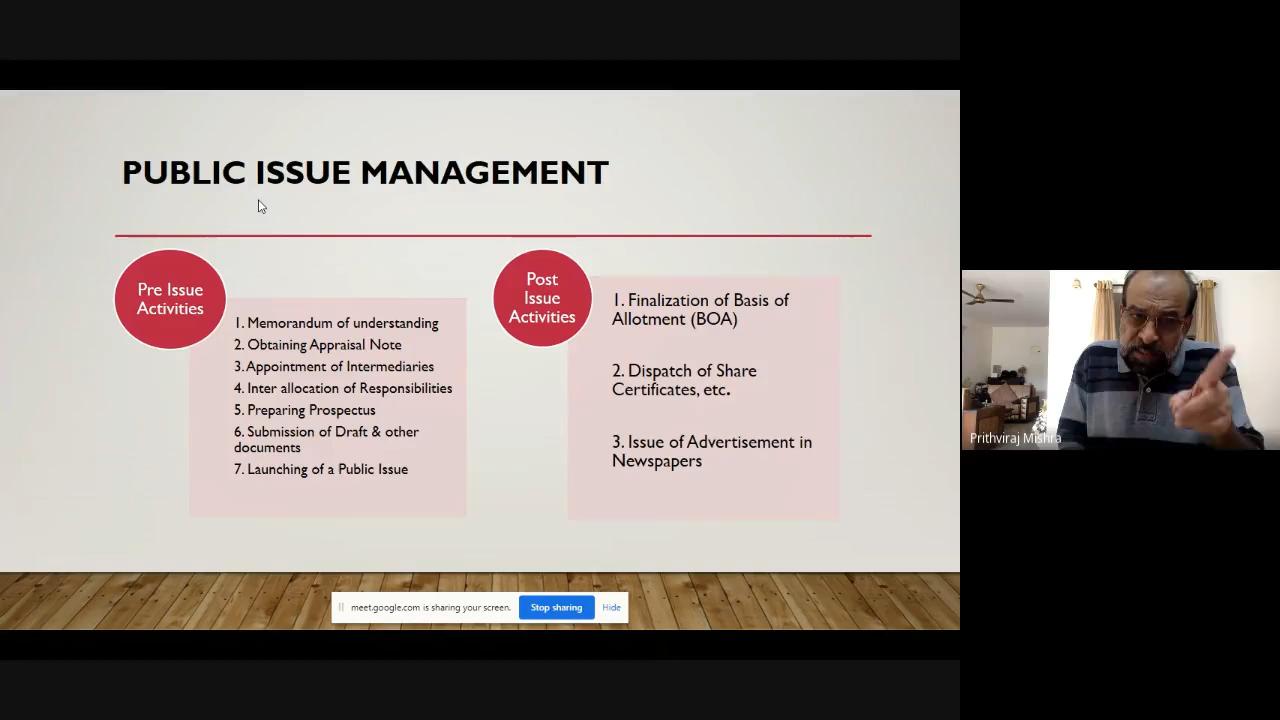 PUBLIC ISSUE MANAGEMENT
Pre Issue
Activities
1. Memorandum of understanding
2. Obtaining Appraisal Note
3. Appointment of Intermediaries
4. Inter allocation of Responsibilities
5. Preparing Prospectus
6. Submission of Draft & other
documents
7. Launching of a Public Issue
Post
Issue
Activities
1. Finalization of Basis of
Allotment (BOA)
2. Dispatch of Share
Certificates, etc.
3. Issue of Advertisement in
Newspapers
Prithviraj Mishra
meet.google.com is sharing your screen.
Stop sharing
Hide